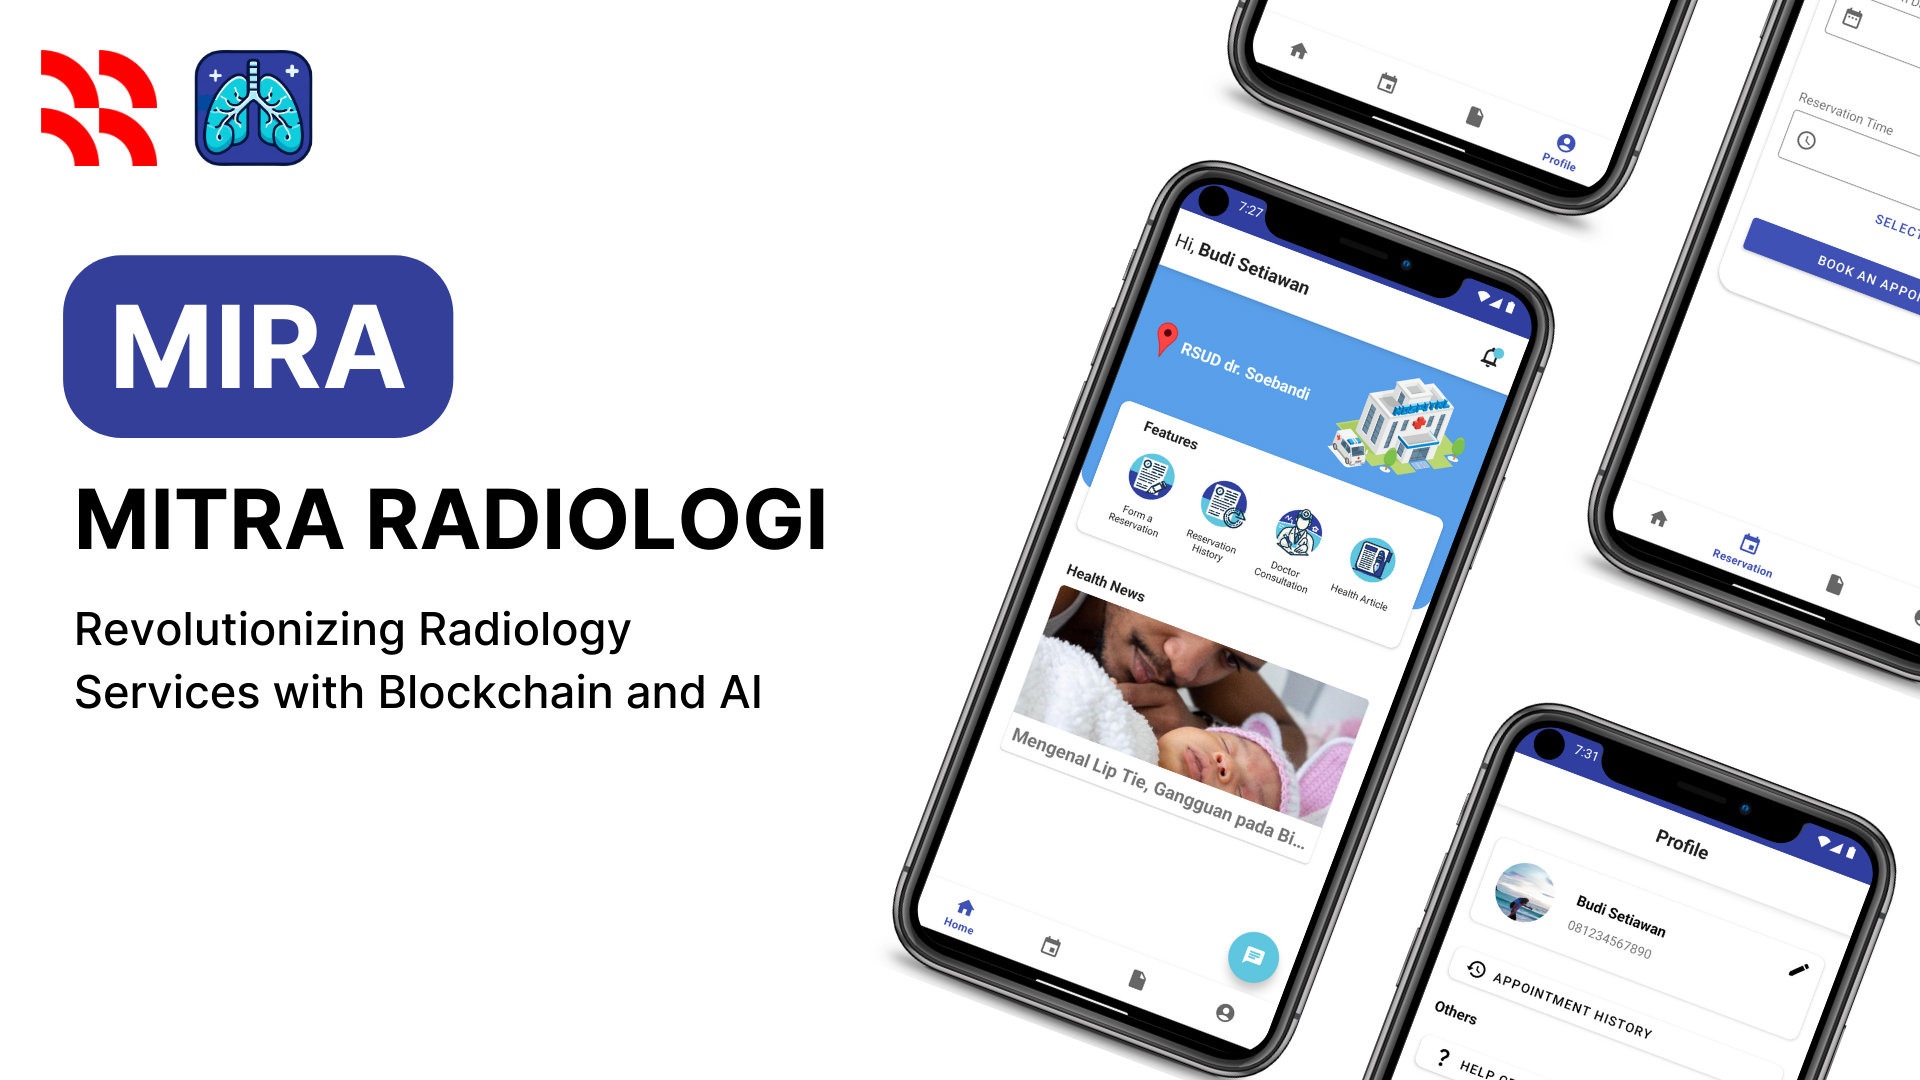 MIRA
MITRA RADIOLOGI
Revolutionizing Radiology
Services with Blockchain and AI
Profile
7:27
Hi, Budi Setiawan
RSUD dr. Soebandi
HOSPITAL
Features
Form a
Reservation
Reservation
History
Doctor
Consultation
Health Article
Health News
Mengenal Lip Tie, Gangguan pada Bi...
Home
Reservation Time
SELECT
BOOK AN APPO
Reservation
7:31
Profile
Budi Setiawan
081234567890
APPOINTMENT HISTORY
Others
HELP